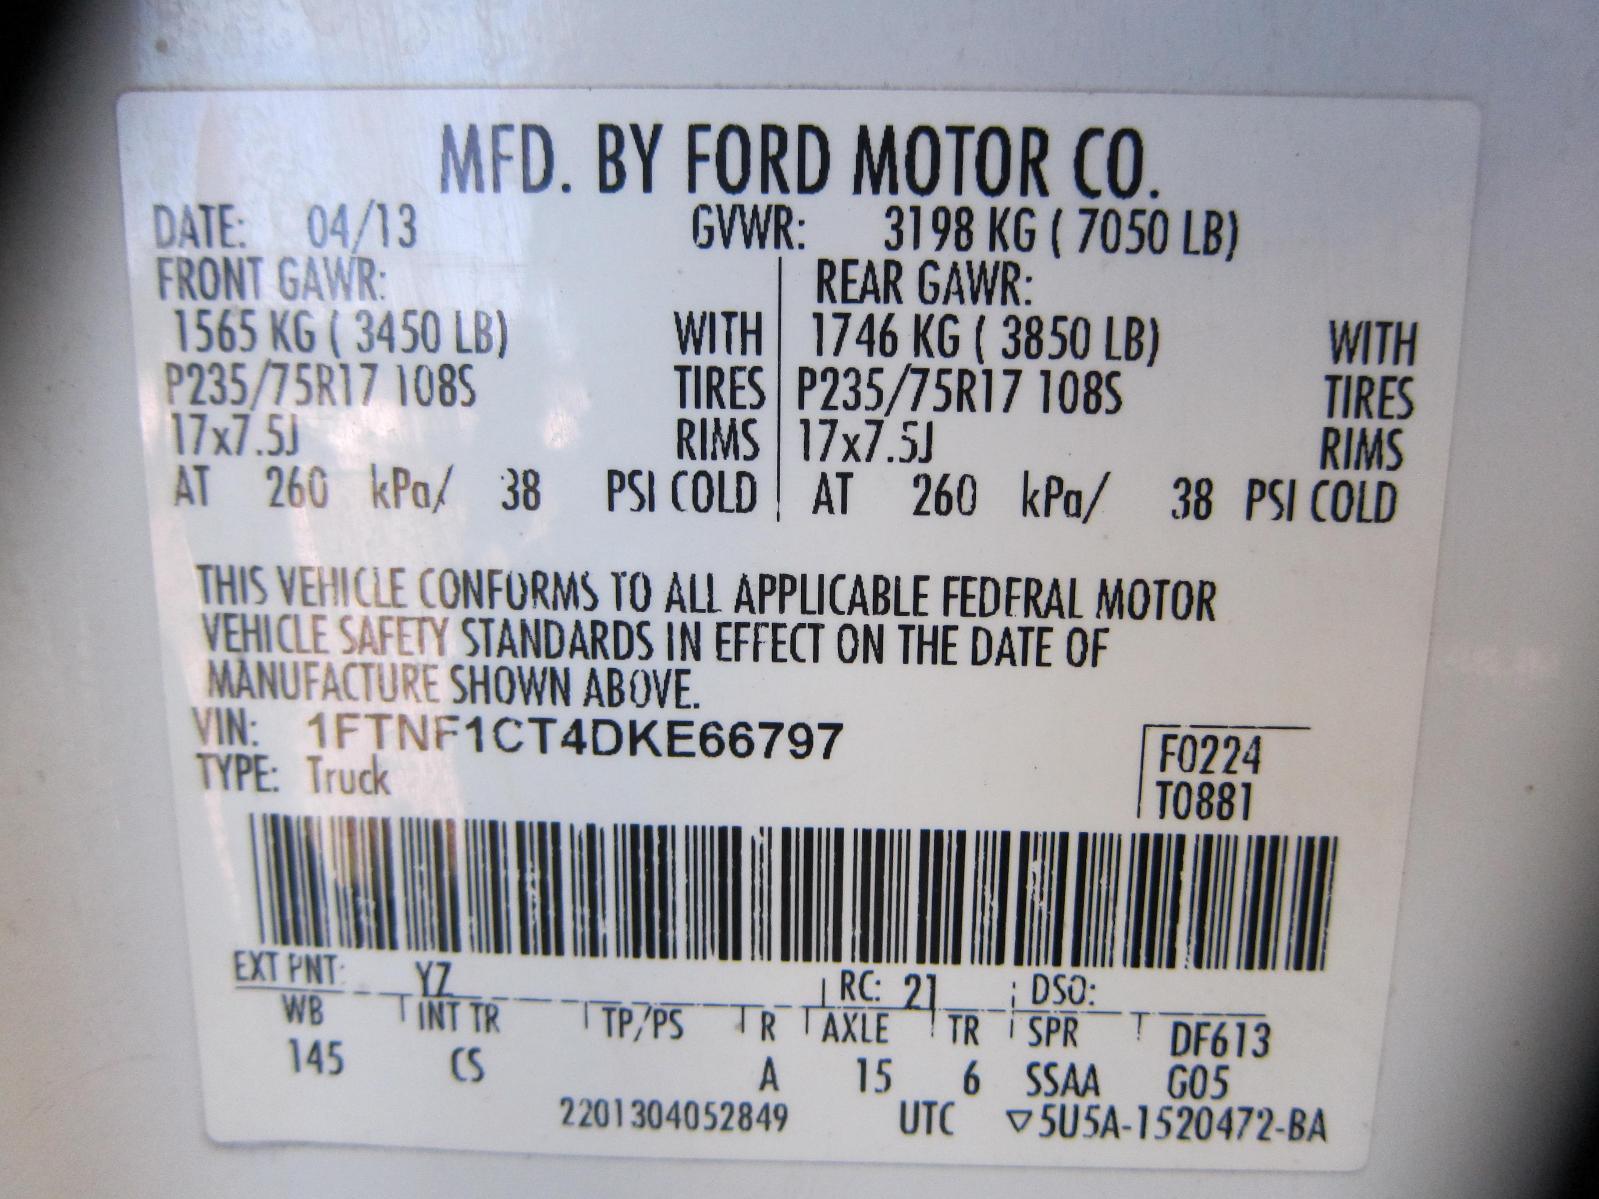 MFD. BY FORD MOTOR CO.
DATE: 04/13 GVWR: 3198 KG ( 7050 LB)
FRONT GAWR: REAR GAWR:
1565 KG ( 3450 LB) WITH 1746 KG ( 3850 LB) WITH
P235/75R17 108S TIRES P235/75R17 108S TIRES
17x7.5J RIMS 17x7.5J RIMS
AT 260 kPa/ 38 PSI COLD AT 260 kPa/ 38 PSI COLD
THIS VEHICLE CONFORMS TO ALL APPLICABLE FEDERAL MOTOR
VEHICLE SAFETY STANDARDS IN EFFECT ON THE DATE OF
MANUFACTURE SHOWN ABOVE.
VIN: 1FTNF1CT4DKE66797
TYPE: Truck
F0224
T0881
EXT PNT: YZ RC: 21 DSO:
WB INT TR TP/PS R AXLE TR SPR DF613
145 CS A 15 6 SSAA G05
2201304052849 UTC ▽5U5A-1520472-BA